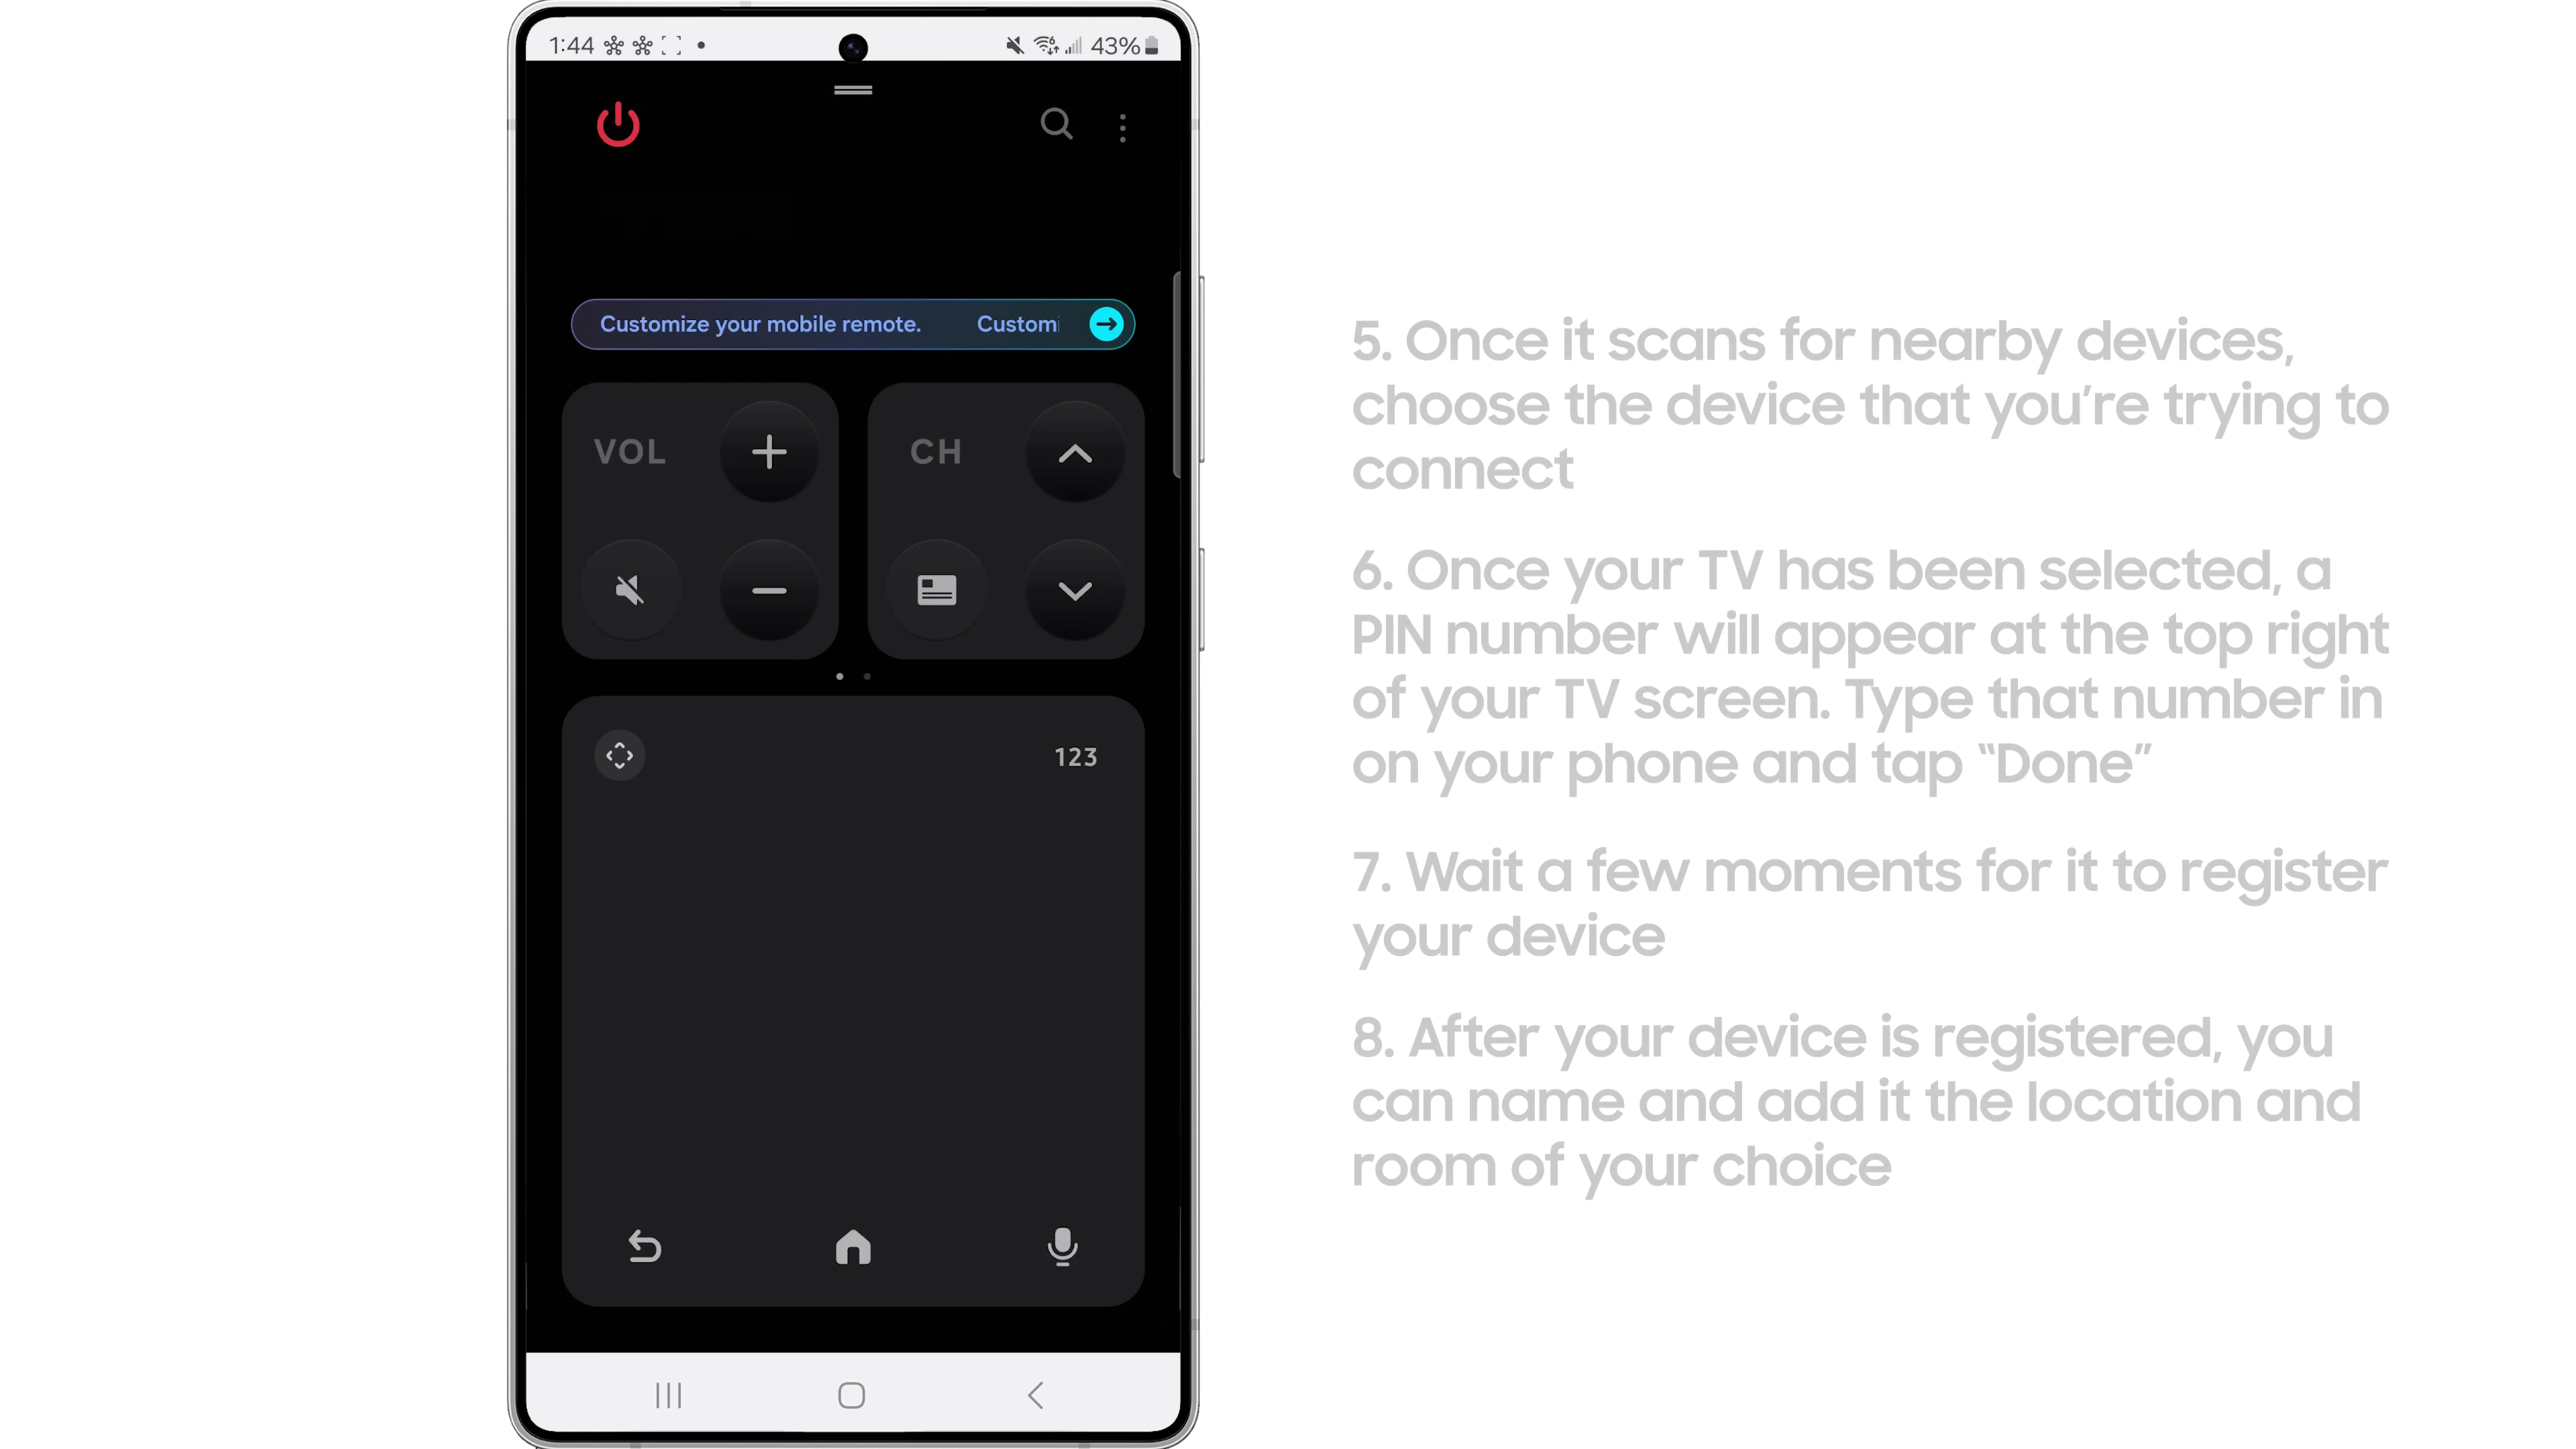 1:44
43%
Customize your mobile remote. Customi
VOL
CH
123
5. Once it scans for nearby devices,
choose the device that you’re trying to
connect
6. Once your TV has been selected, a
PIN number will appear at the top right
of your TV screen. Type that number in
on your phone and tap “Done”
7. Wait a few moments for it to register
your device
8. After your device is registered, you
can name and add it the location and
room of your choice